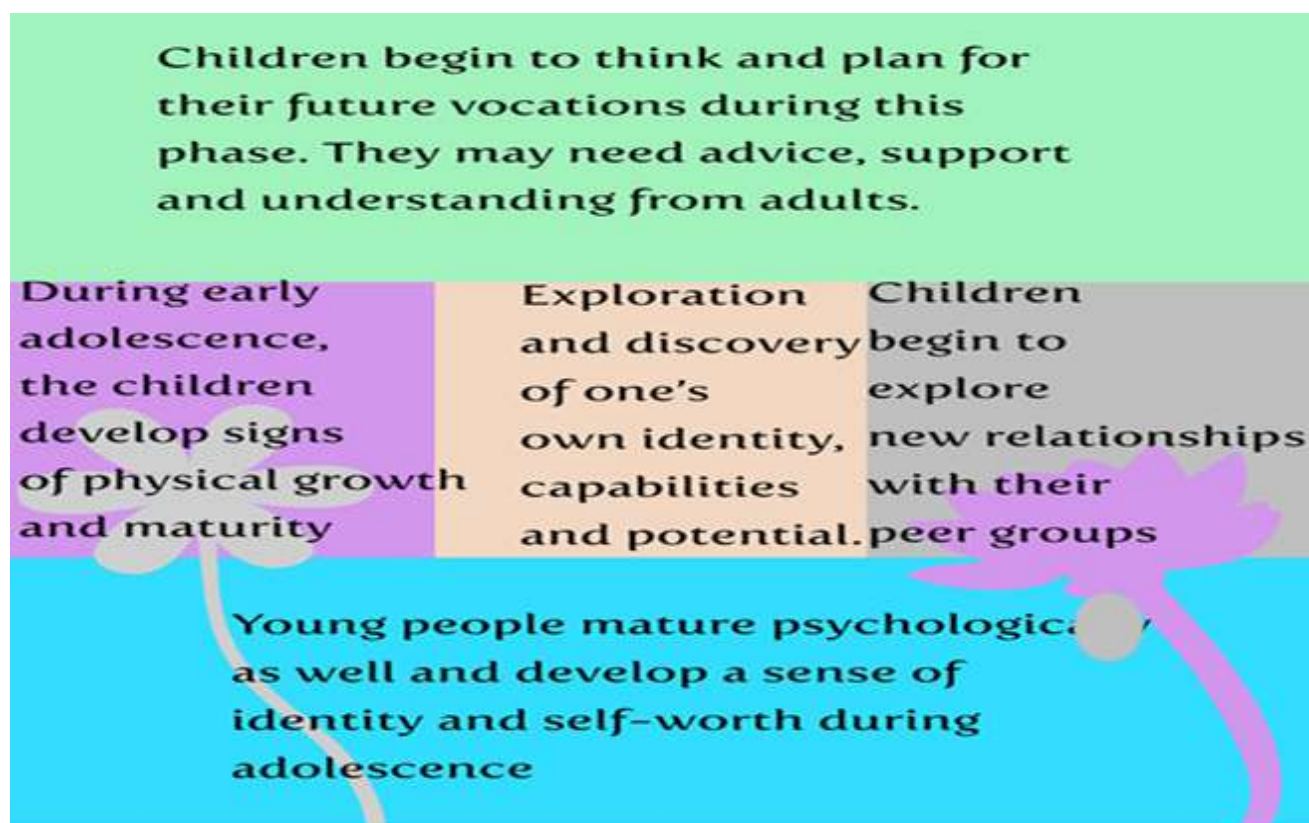 Children begin to think and plan for
their future vocations during this
phase. They may need advice, support
and understanding from adults.
During early
adolescence,
the children
develop signs
of physical growth
and maturity
Exploration
and discovery
of one's
own identity,
capabilities
and potential.
Children
begin to
explore
new relationships
with their
peer groups
Young people mature
as well and develop a sense of
identity and self-worth during
adolescence